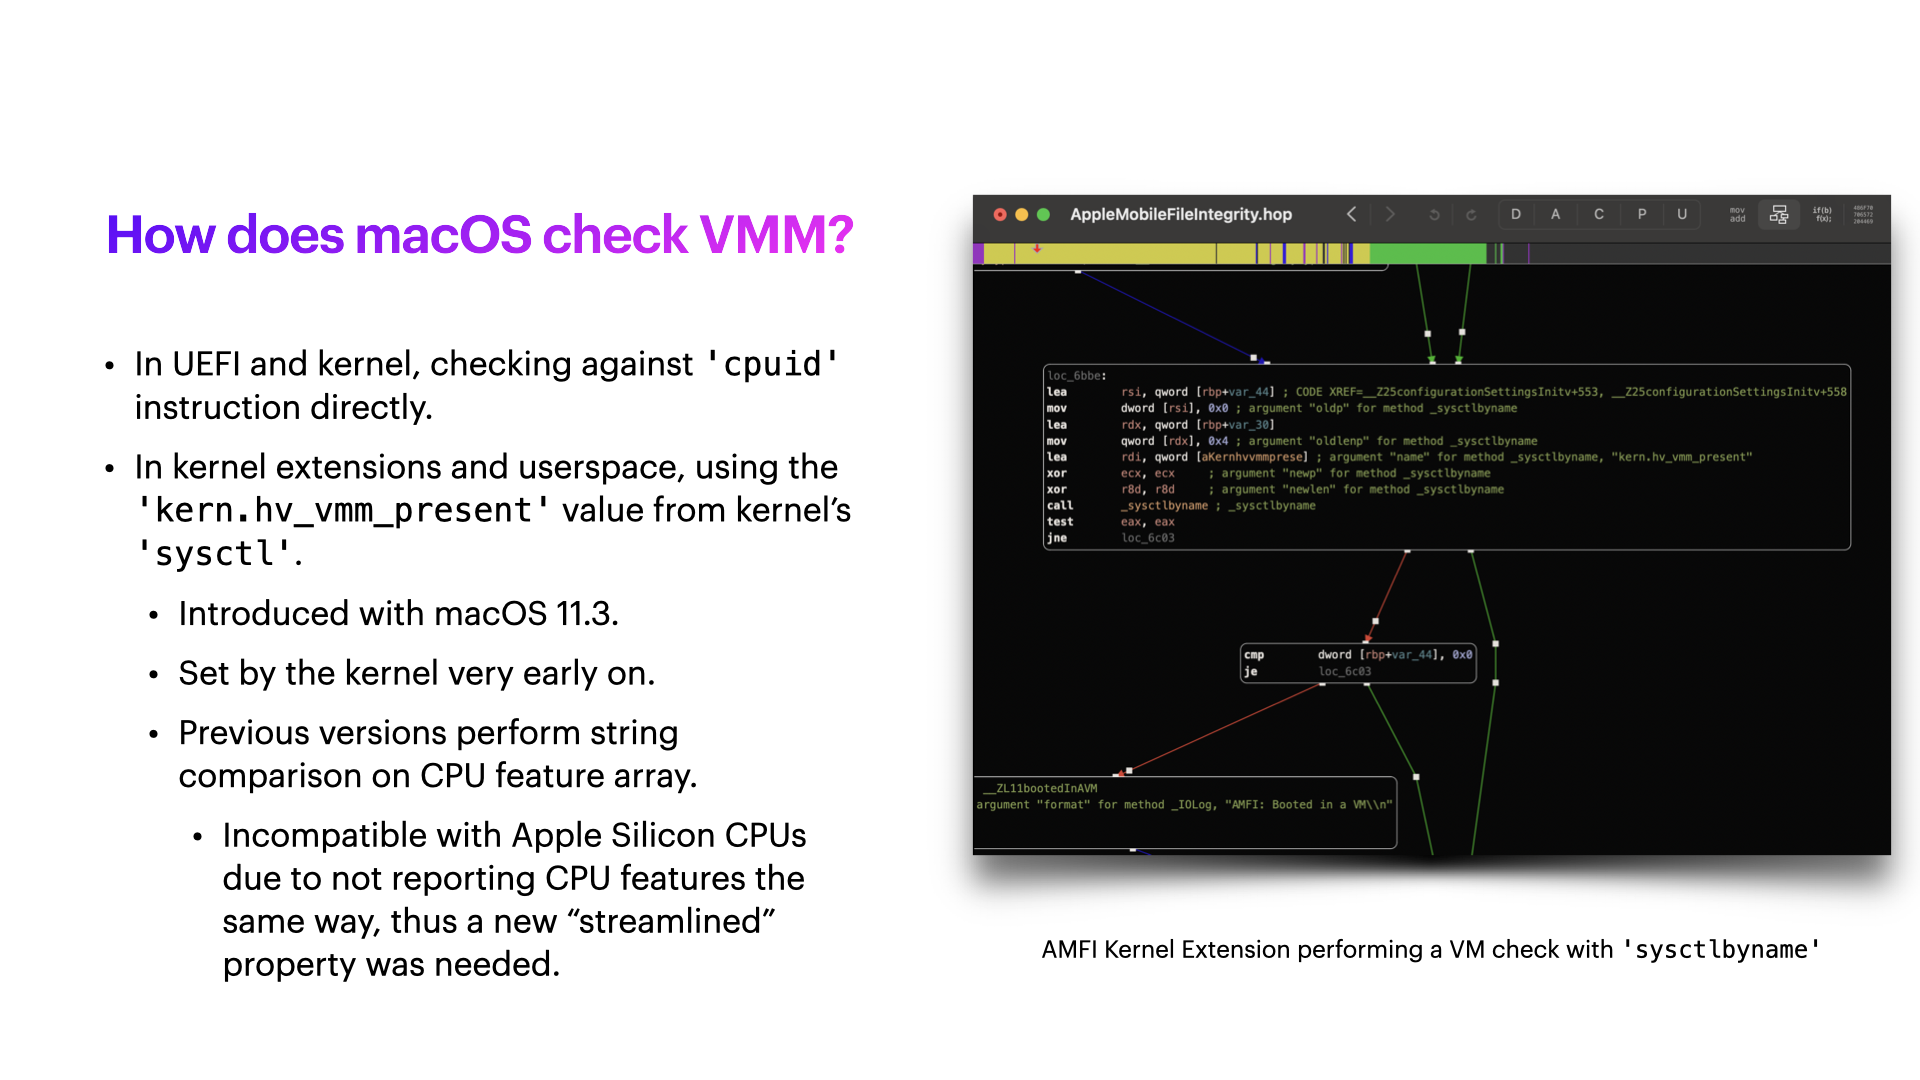 How does macOS check VMM?
• In UEFI and kernel, checking against 'cpuid'
instruction directly.
• In kernel extensions and userspace, using the
'kern.hv_vmm_present' value from kernel’s
'sysctl'.
• Introduced with macOS 11.3.
• Set by the kernel very early on.
• Previous versions perform string
comparison on CPU feature array.
• Incompatible with Apple Silicon CPUs
due to not reporting CPU features the
same way, thus a new “streamlined”
property was needed.
AppleMobileFileIntegrity.hop
D A C P U
mov
add
if(b)
f(x);
loc_6bbe:
lea rsi, qword [rbp+var_44] ; CODE XREF=__Z25configurationSettingsInitv+553, __Z25configurationSettingsInitv+558
mov dword [rsi], 0x0 ; argument "oldp" for method _sysctlbyname
lea rdx, qword [rbp+var_30]
mov qword [rdx], 0x4 ; argument "oldlenp" for method _sysctlbyname
lea rdi, qword [aKernhvvmmprese] ; argument "name" for method _sysctlbyname, "kern.hv_vmm_present"
xor ecx, ecx ; argument "newp" for method _sysctlbyname
xor r8d, r8d ; argument "newlen" for method _sysctlbyname
call _sysctlbyname ; _sysctlbyname
test eax, eax
jne loc_6c03
cmp dword [rbp+var_44], 0x0
je loc_6c03
__ZL11bootedInAVM
argument "format" for method _IOLog, "AMFI: Booted in a VM\\n"
AMFI Kernel Extension performing a VM check with 'sysctlbyname'